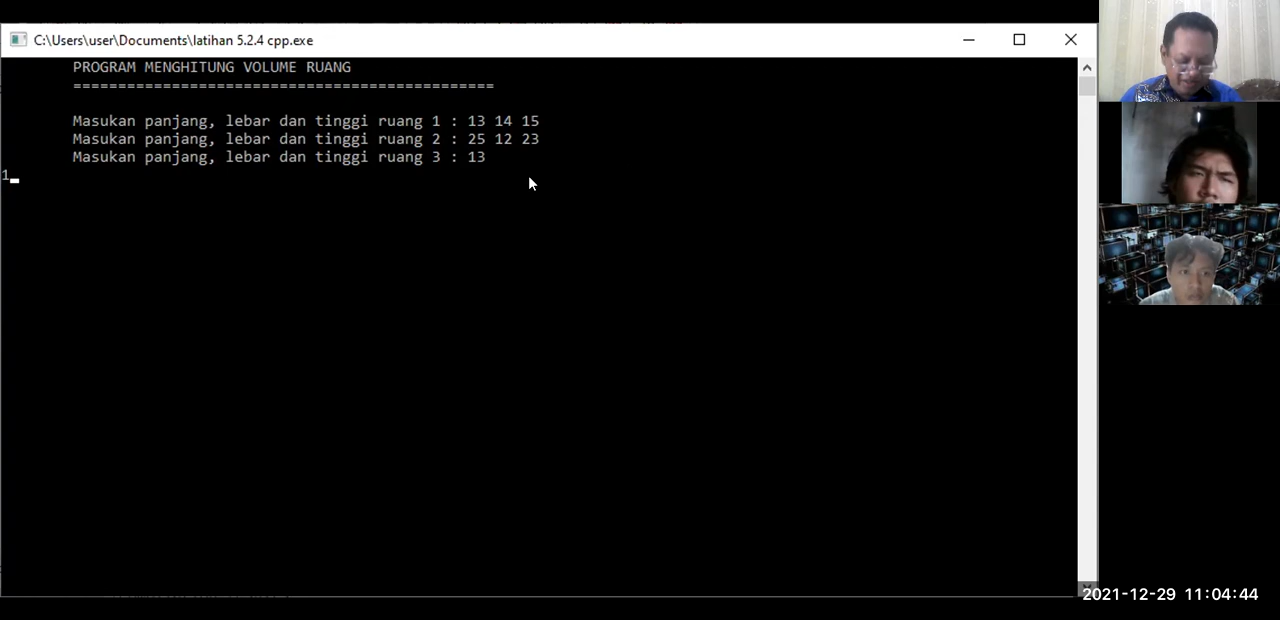 C:\Users\user\Documents\latihan 5.2.4 cpp.exe
PROGRAM MENGHITUNG VOLUME RUANG
===============================================
Masukan panjang, lebar dan tinggi ruang 1 : 13 14 15
Masukan panjang, lebar dan tinggi ruang 2 : 25 12 23
Masukan panjang, lebar dan tinggi ruang 3 : 13
1
2021-12-29 11:04:44